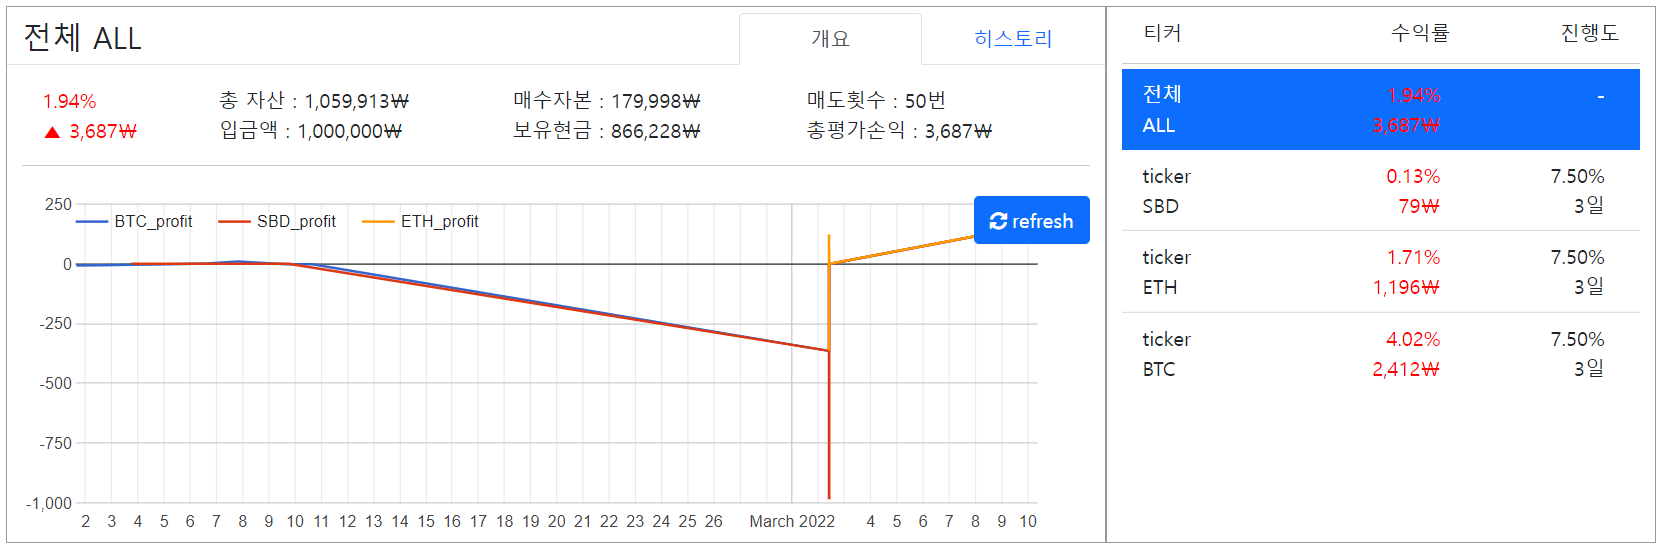 전체 ALL
개요
히스토리
1.94%
▲ 3,687₩
총 자산 : 1,059,913₩
입금액 : 1,000,000₩
매수자본 : 179,998₩
보유현금 : 866,228₩
매도횟수 : 50번
총평가손익 : 3,687₩
BTC_profit SBD_profit ETH_profit
refresh
250
0
-250
-500
-750
-1,000
2 3 4 5 6 7 8 9 10 11 12 13 14 15 16 17 18 19 20 21 22 23 24 25 26 March 2022 4 5 6 7 8 9 10
티커 수익률 진행도
전체 1.94% -
ALL 3,687₩
ticker 0.13% 7.50%
SBD 79₩ 3일
ticker 1.71% 7.50%
ETH 1,196₩ 3일
ticker 4.02% 7.50%
BTC 2,412₩ 3일